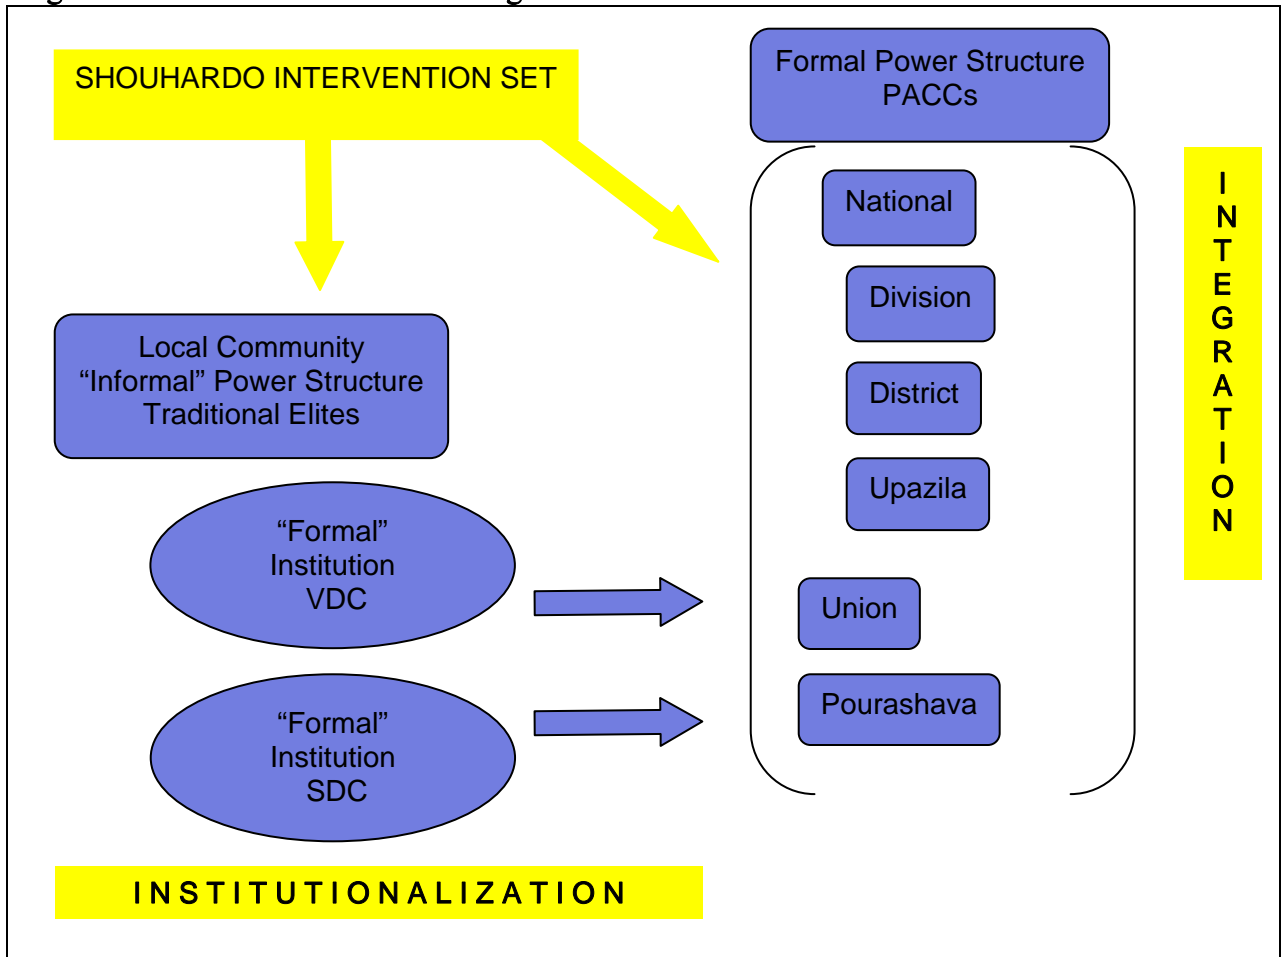 SHOUHARDO INTERVENTION SET
Formal Power Structure
PACCs
National
Division
District
Upazila
Union
Pourashava
I
N
T
E
G
R
A
T
I
O
N
Local Community
“Informal” Power Structure
Traditional Elites
“Formal”
Institution
VDC
“Formal”
Institution
SDC
I N S T I T U T I O N A L I Z A T I O N